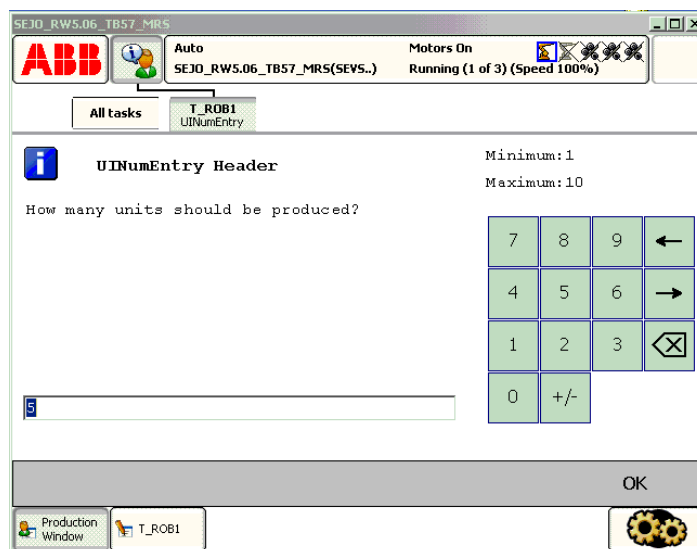 SEJO_RW5.06_TB57_MRS
ABB
Auto
SEJO_RW5.06_TB57_MRS(SEVS..)
Motors On
Running (1 of 3) (Speed 100%)
All tasks
T_ROB1
UINumEntry
UINumEntry Header
Minimum:1
Maximum:10
How many units should be produced?
7 8 9
4 5 6
1 2 3
0 +/-
5
OK
Production
Window
T_ROB1